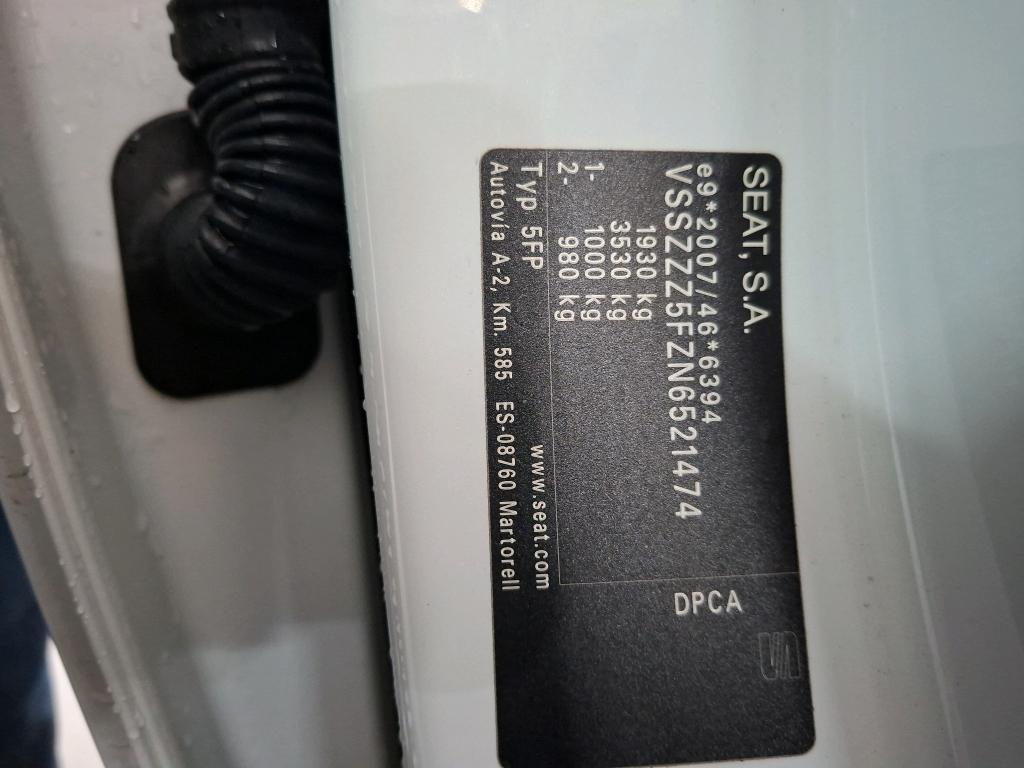 SEAT, S.A.
e9*2007/46*6394
VSSZZZ5FZN6521474
1930 kg
3530 kg
1- 1000 kg
2- 980 kg
DPCA
Typ 5FP www.seat.com
Autovía A-2, Km. 585 ES-08760 Martorell